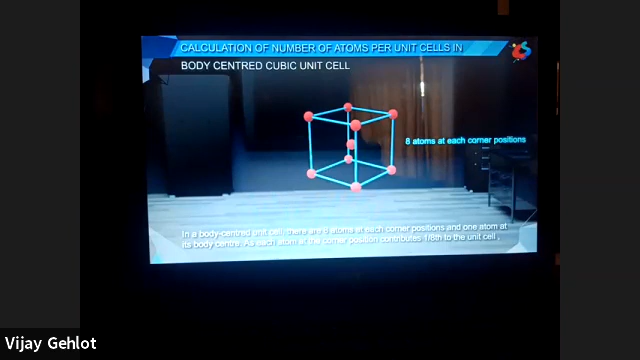 CALCULATION OF NUMBER OF ATOMS PER UNIT CELLS IN
BODY CENTRED CUBIC UNIT CELL
8 atoms at each corner positions
In a body-centred unit cell, there are 8 atoms at each corner positions and one atom at
its body centre. As each atom at the corner position contributes 1/8th to the unit cell ,
Vijay Gehlot